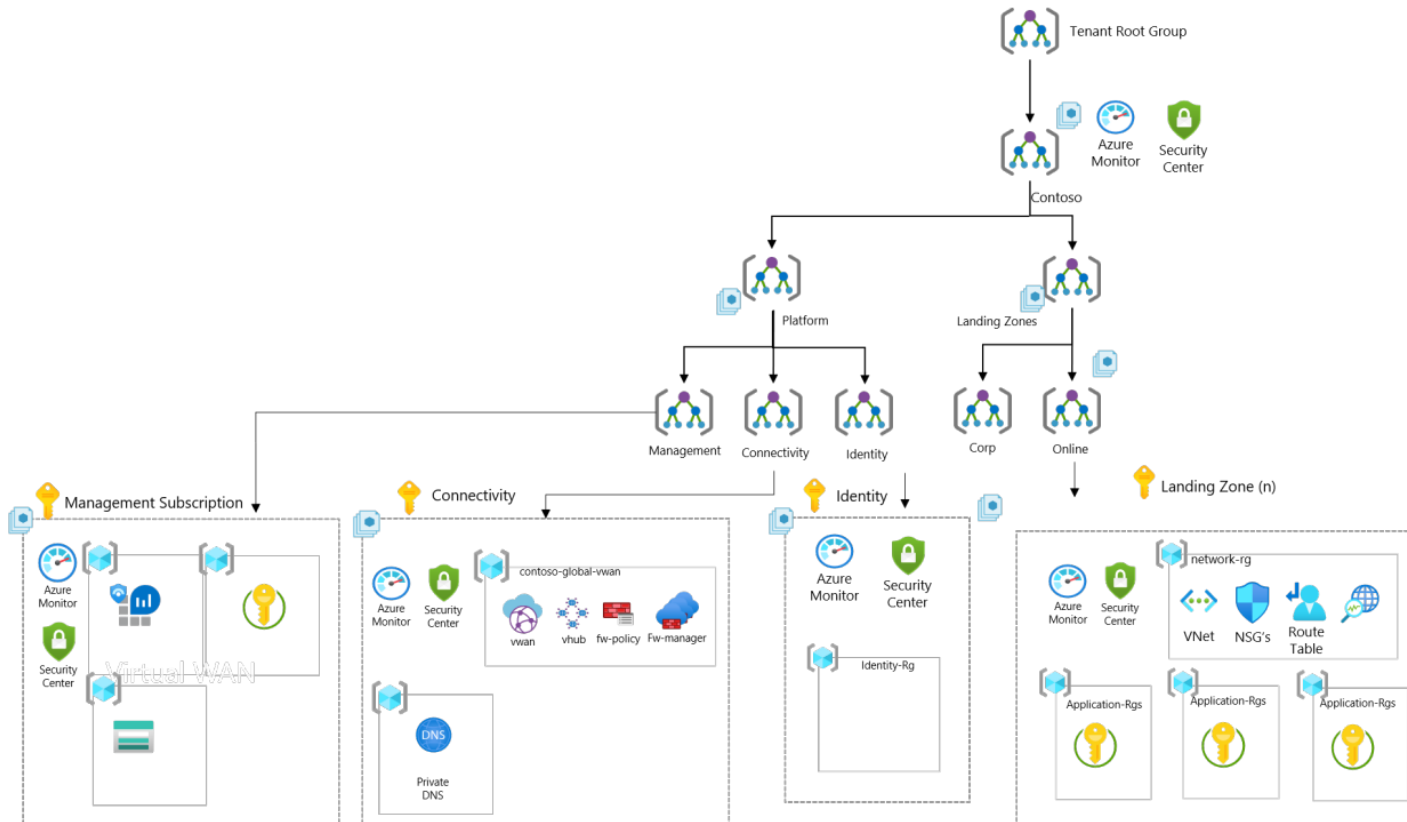 Tenant Root Group
Azure
Monitor
Security
Center
Contoso
Platform
Landing Zones
Management
Connectivity
Identity
Corp
Online
Management Subscription
Connectivity
Identity
Landing Zone (n)
Azure
Monitor
Security
Center
Virtual WAN
Azure
Monitor
Security
Center
contoso-global-vwan
vwan
vhub
fw-policy
Fw-manager
DNS
Private
DNS
Azure
Monitor
Security
Center
Identity-Rg
Azure
Monitor
Security
Center
network-rg
VNet
NSG's
Route
Table
Application-Rgs
Application-Rgs
Application-Rgs